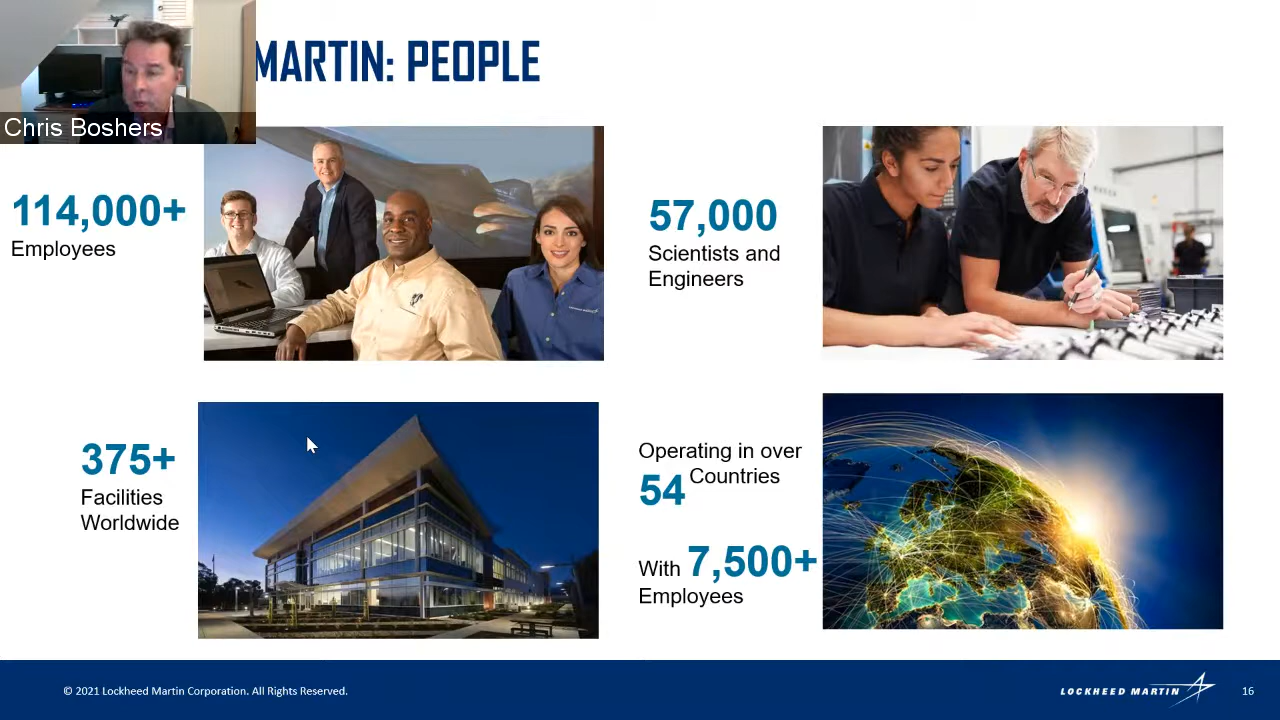 MARTIN: PEOPLE
Chris Boshers
114,000+
Employees
57,000
Scientists and
Engineers
375+
Facilities
Worldwide
Operating in over
54 Countries
With 7,500+
Employees
© 2021 Lockheed Martin Corporation. All Rights Reserved.
LOCKHEED MARTIN
16